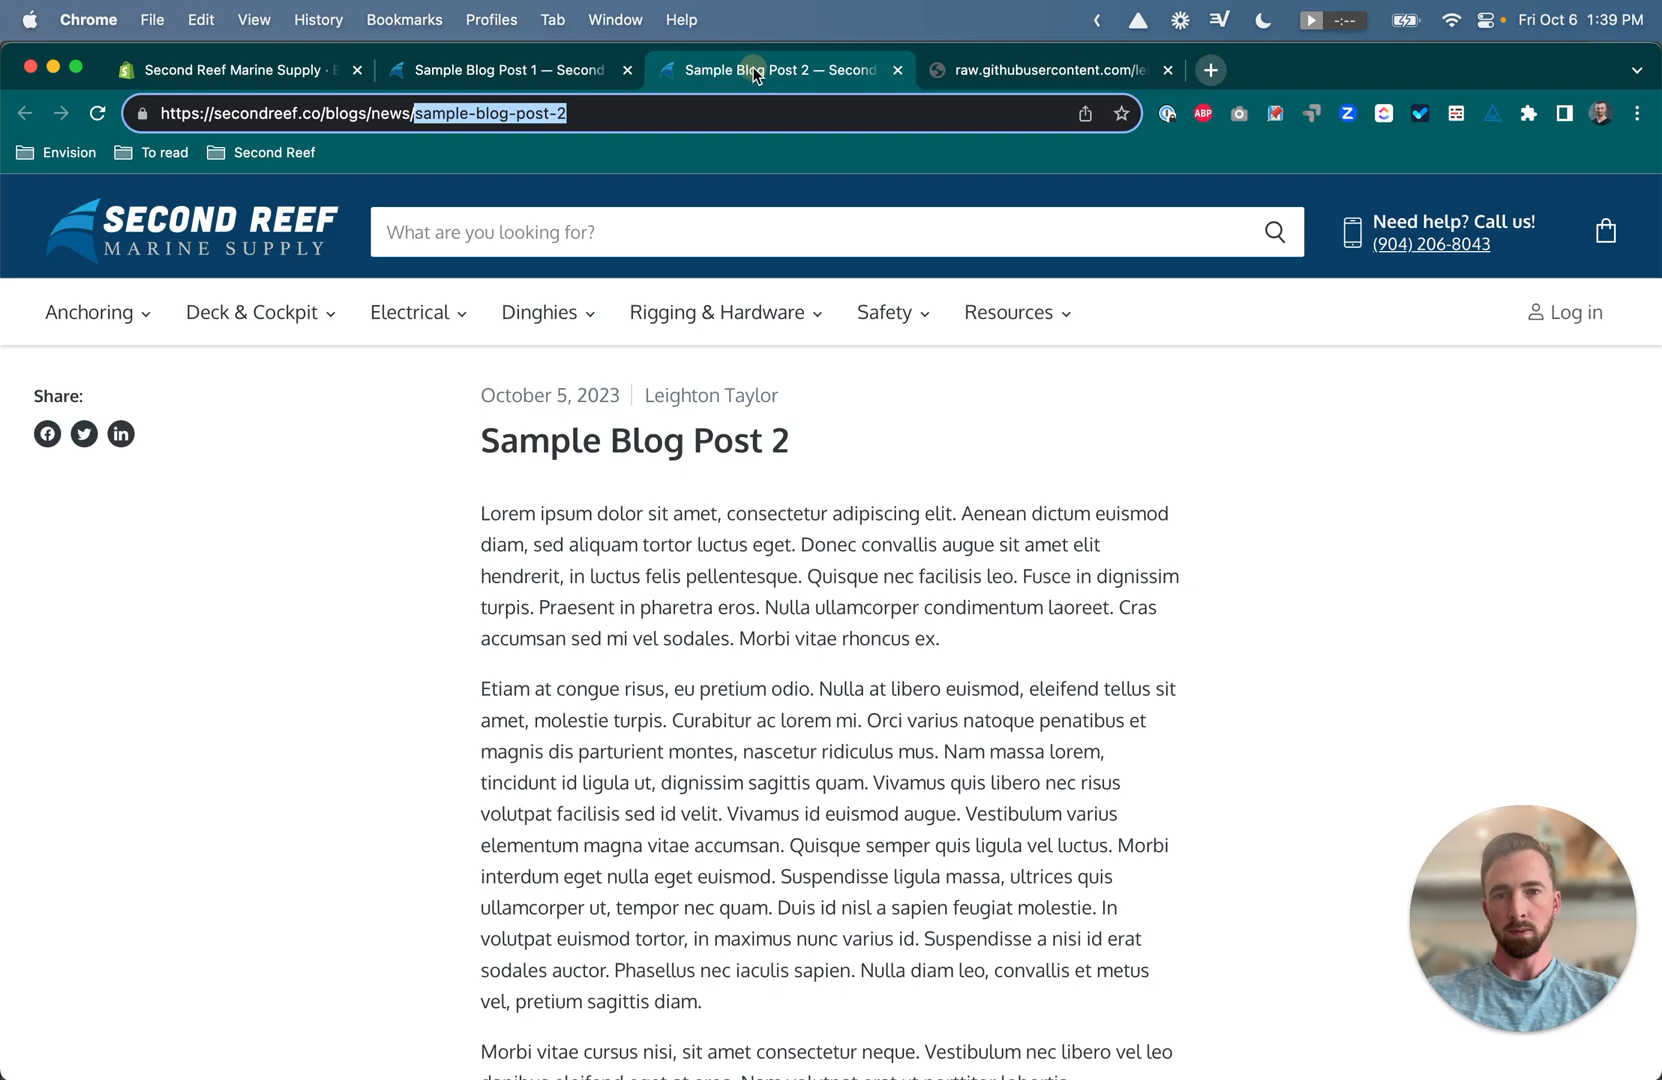 Chrome File Edit View History Bookmarks Profiles Tab Window Help -:-- Fri Oct 6 1:39 PM
Second Reef Marine Supply · Sample Blog Post 1 — Second Sample Blog Post 2 — Second raw.githubusercontent.com/le
https://secondreef.co/blogs/news/sample-blog-post-2 ABP Z
Envision To read Second Reef
SECOND REEF
MARINE SUPPLY
What are you looking for?
Need help? Call us!
(904) 206-8043
Anchoring Deck & Cockpit Electrical Dinghies Rigging & Hardware Safety Resources Log in
Share:
October 5, 2023 Leighton Taylor
Sample Blog Post 2
Lorem ipsum dolor sit amet, consectetur adipiscing elit. Aenean dictum euismod
diam, sed aliquam tortor luctus eget. Donec convallis augue sit amet elit
hendrerit, in luctus felis pellentesque. Quisque nec facilisis leo. Fusce in dignissim
turpis. Praesent in pharetra eros. Nulla ullamcorper condimentum laoreet. Cras
accumsan sed mi vel sodales. Morbi vitae rhoncus ex.
Etiam at congue risus, eu pretium odio. Nulla at libero euismod, eleifend tellus sit
amet, molestie turpis. Curabitur ac lorem mi. Orci varius natoque penatibus et
magnis dis parturient montes, nascetur ridiculus mus. Nam massa lorem,
tincidunt id ligula ut, dignissim sagittis quam. Vivamus quis libero nec risus
volutpat facilisis sed id velit. Vivamus id euismod augue. Vestibulum varius
elementum magna vitae accumsan. Quisque semper quis ligula vel luctus. Morbi
interdum eget nulla eget euismod. Suspendisse ligula massa, ultrices quis
ullamcorper ut, tempor nec quam. Duis id nisl a sapien feugiat molestie. In
volutpat euismod tortor, in maximus nunc varius id. Suspendisse a nisi id erat
sodales auctor. Phasellus nec iaculis sapien. Nulla diam leo, convallis et metus
vel, pretium sagittis diam.
Morbi vitae cursus nisi, sit amet consectetur neque. Vestibulum nec libero vel leo